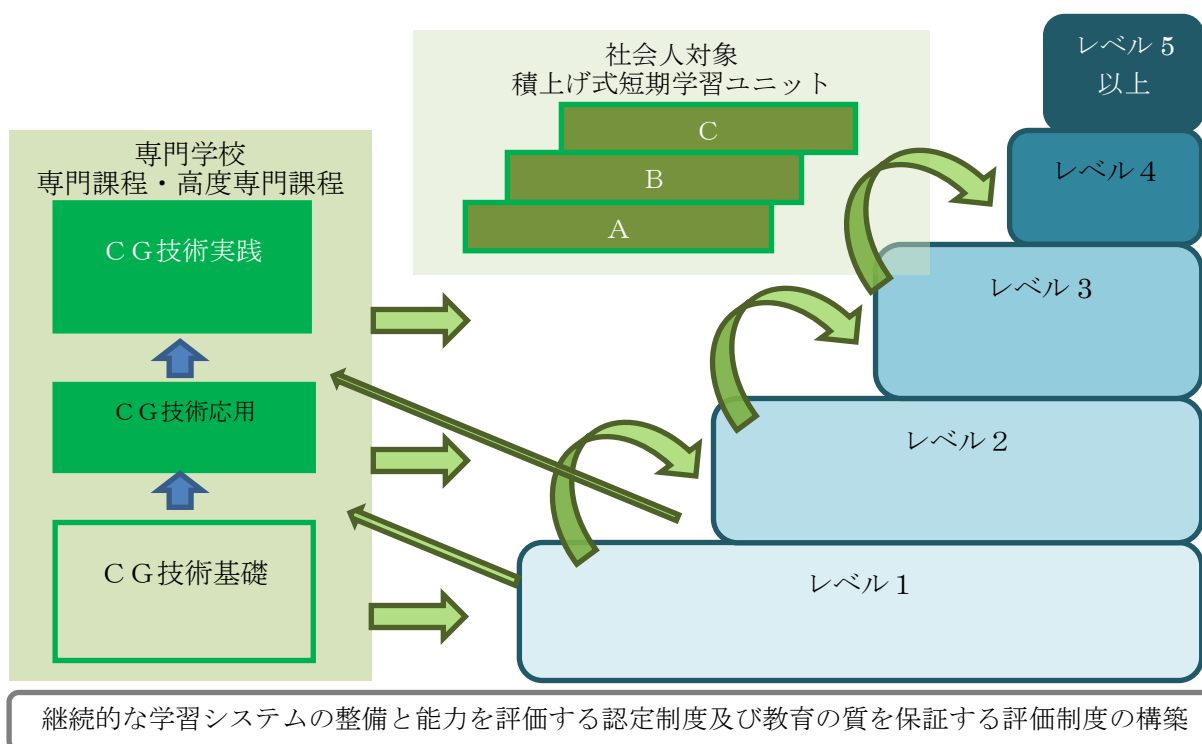 社会人対象
積上げ式短期学習ユニット
C
B
A
専門学校
専門課程・高度専門課程
ＣＧ技術実践
ＣＧ技術応用
ＣＧ技術基礎
レベル５
以上
レベル４
レベル３
レベル２
レベル１
継続的な学習システムの整備と能力を評価する認定制度及び教育の質を保証する評価制度の構築